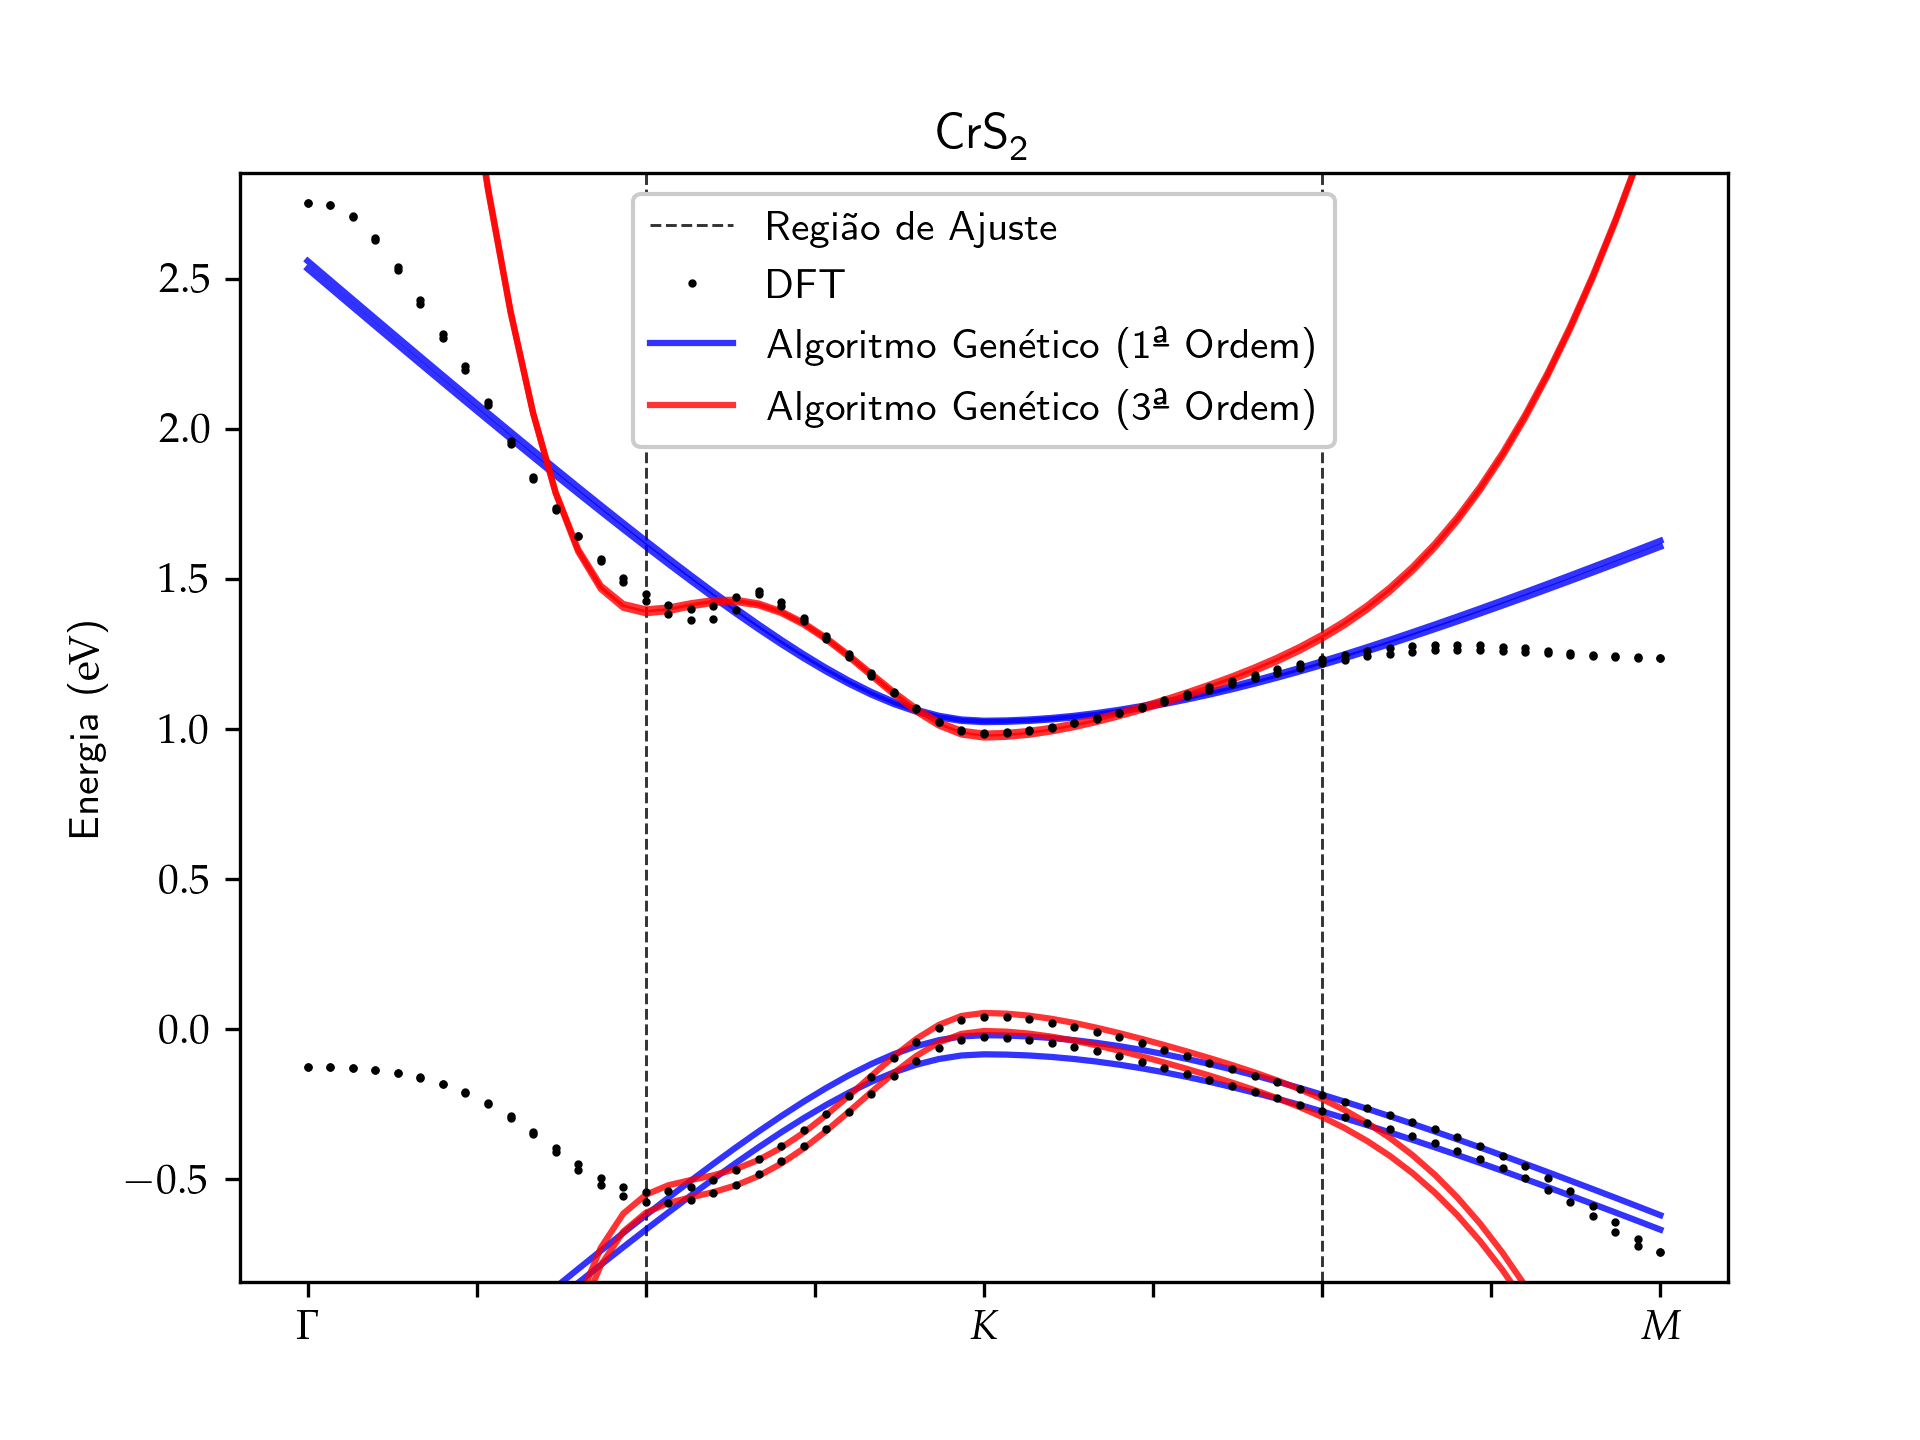 CrS₂
Região de Ajuste
DFT
Algoritmo Genético (1ª Ordem)
Algoritmo Genético (3ª Ordem)
Energia (eV)
2.5
2.0
1.5
1.0
0.5
0.0
−0.5
Γ
K
M